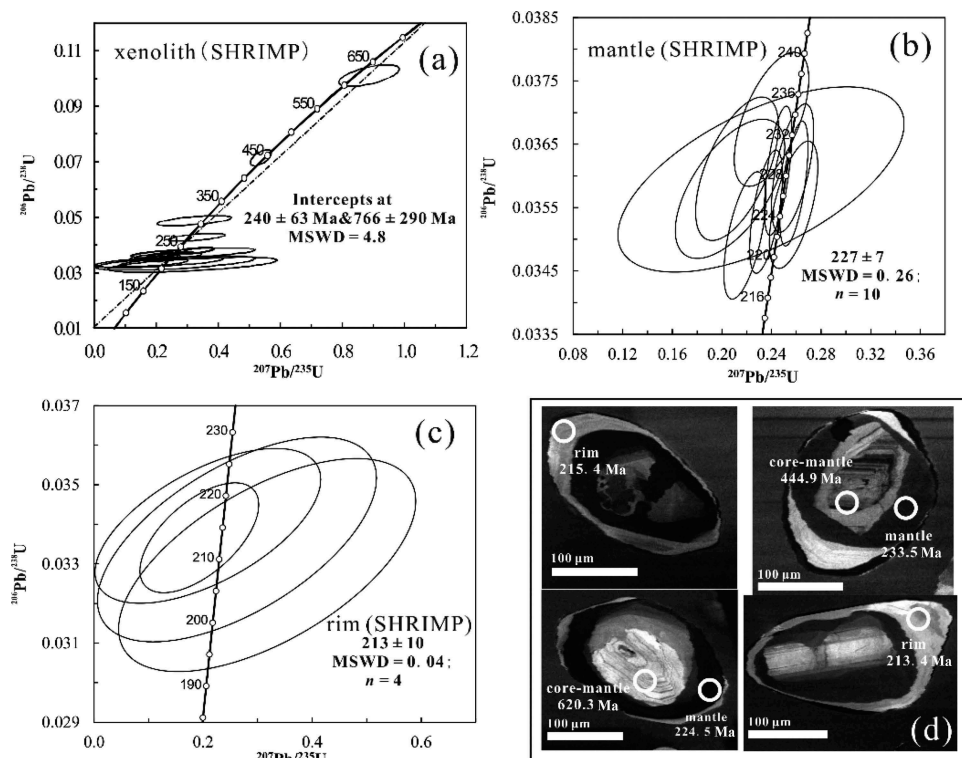 0.11
0.09
0.07
0.05
0.03
0.01
²⁰⁶Pb/²³⁸U
xenolith (SHRIMP)
(a)
650
550
450
350
250
150
Intercepts at
240 ± 63 Ma&766 ± 290 Ma
MSWD = 4.8
0.0 0.2 0.4 0.6 0.8 1.0 1.2
²⁰⁷Pb/²³⁵U
0.0385
0.0375
0.0365
0.0355
0.0345
0.0335
²⁰⁶Pb/²³⁸U
mantle (SHRIMP)
(b)
240
236
232
228
224
220
216
227 ± 7
MSWD = 0. 26;
n = 10
0.08 0.12 0.16 0.20 0.24 0.28 0.32 0.36
²⁰⁷Pb/²³⁵U
0.037
0.035
0.033
0.031
0.029
²⁰⁶Pb/²³⁸U
(c)
230
220
210
200
190
rim (SHRIMP)
213 ± 10
MSWD = 0. 04;
n = 4
0.0 0.2 0.4 0.6
²⁰⁷Pb/²³⁵U
rim
215. 4 Ma
100 µm
core-mantle
444.9 Ma
mantle
233.5 Ma
100 µm
core-mantle
620.3 Ma
mantle
224. 5 Ma
100 µm
rim
213. 4 Ma
100 µm
(d)